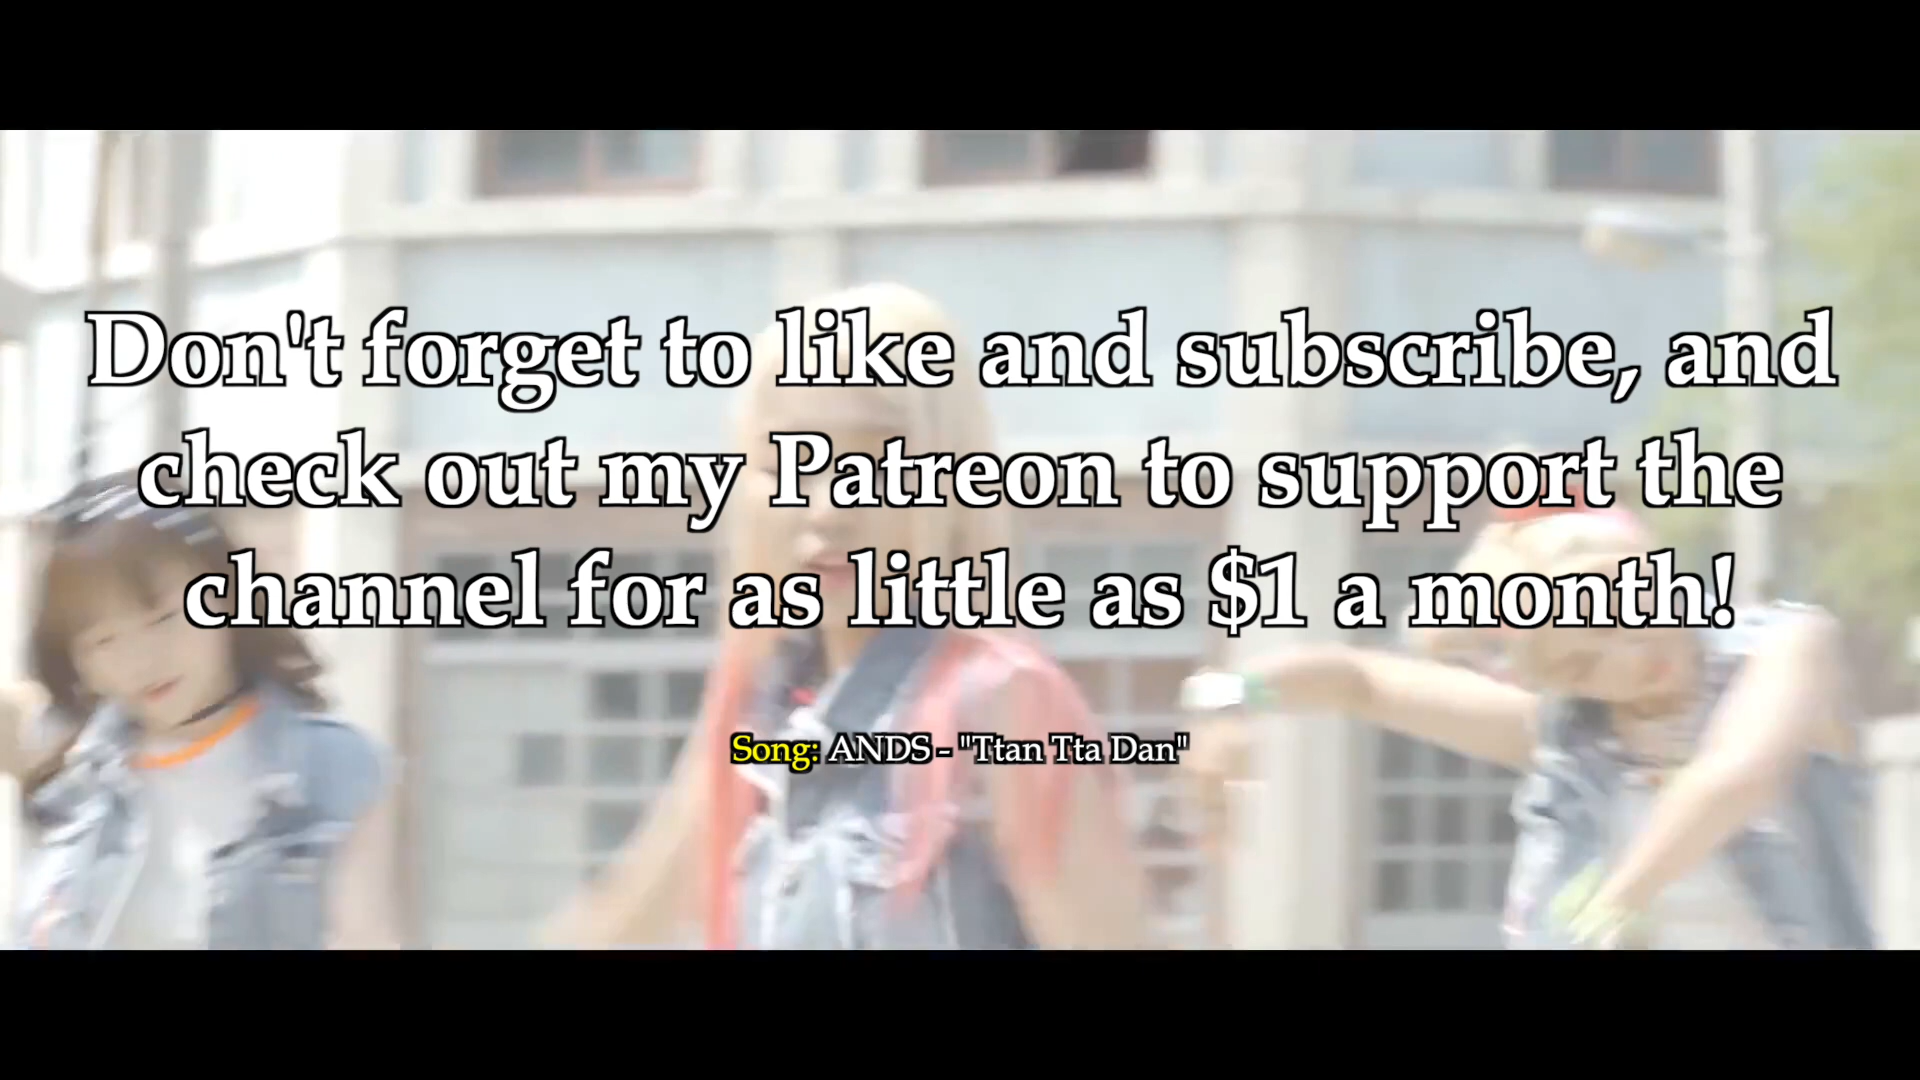 Don't forget to like and subscribe, and
check out my Patreon to support the
channel for as little as $1 a month!
Song: ANDS - "Ttan Tta Dan"